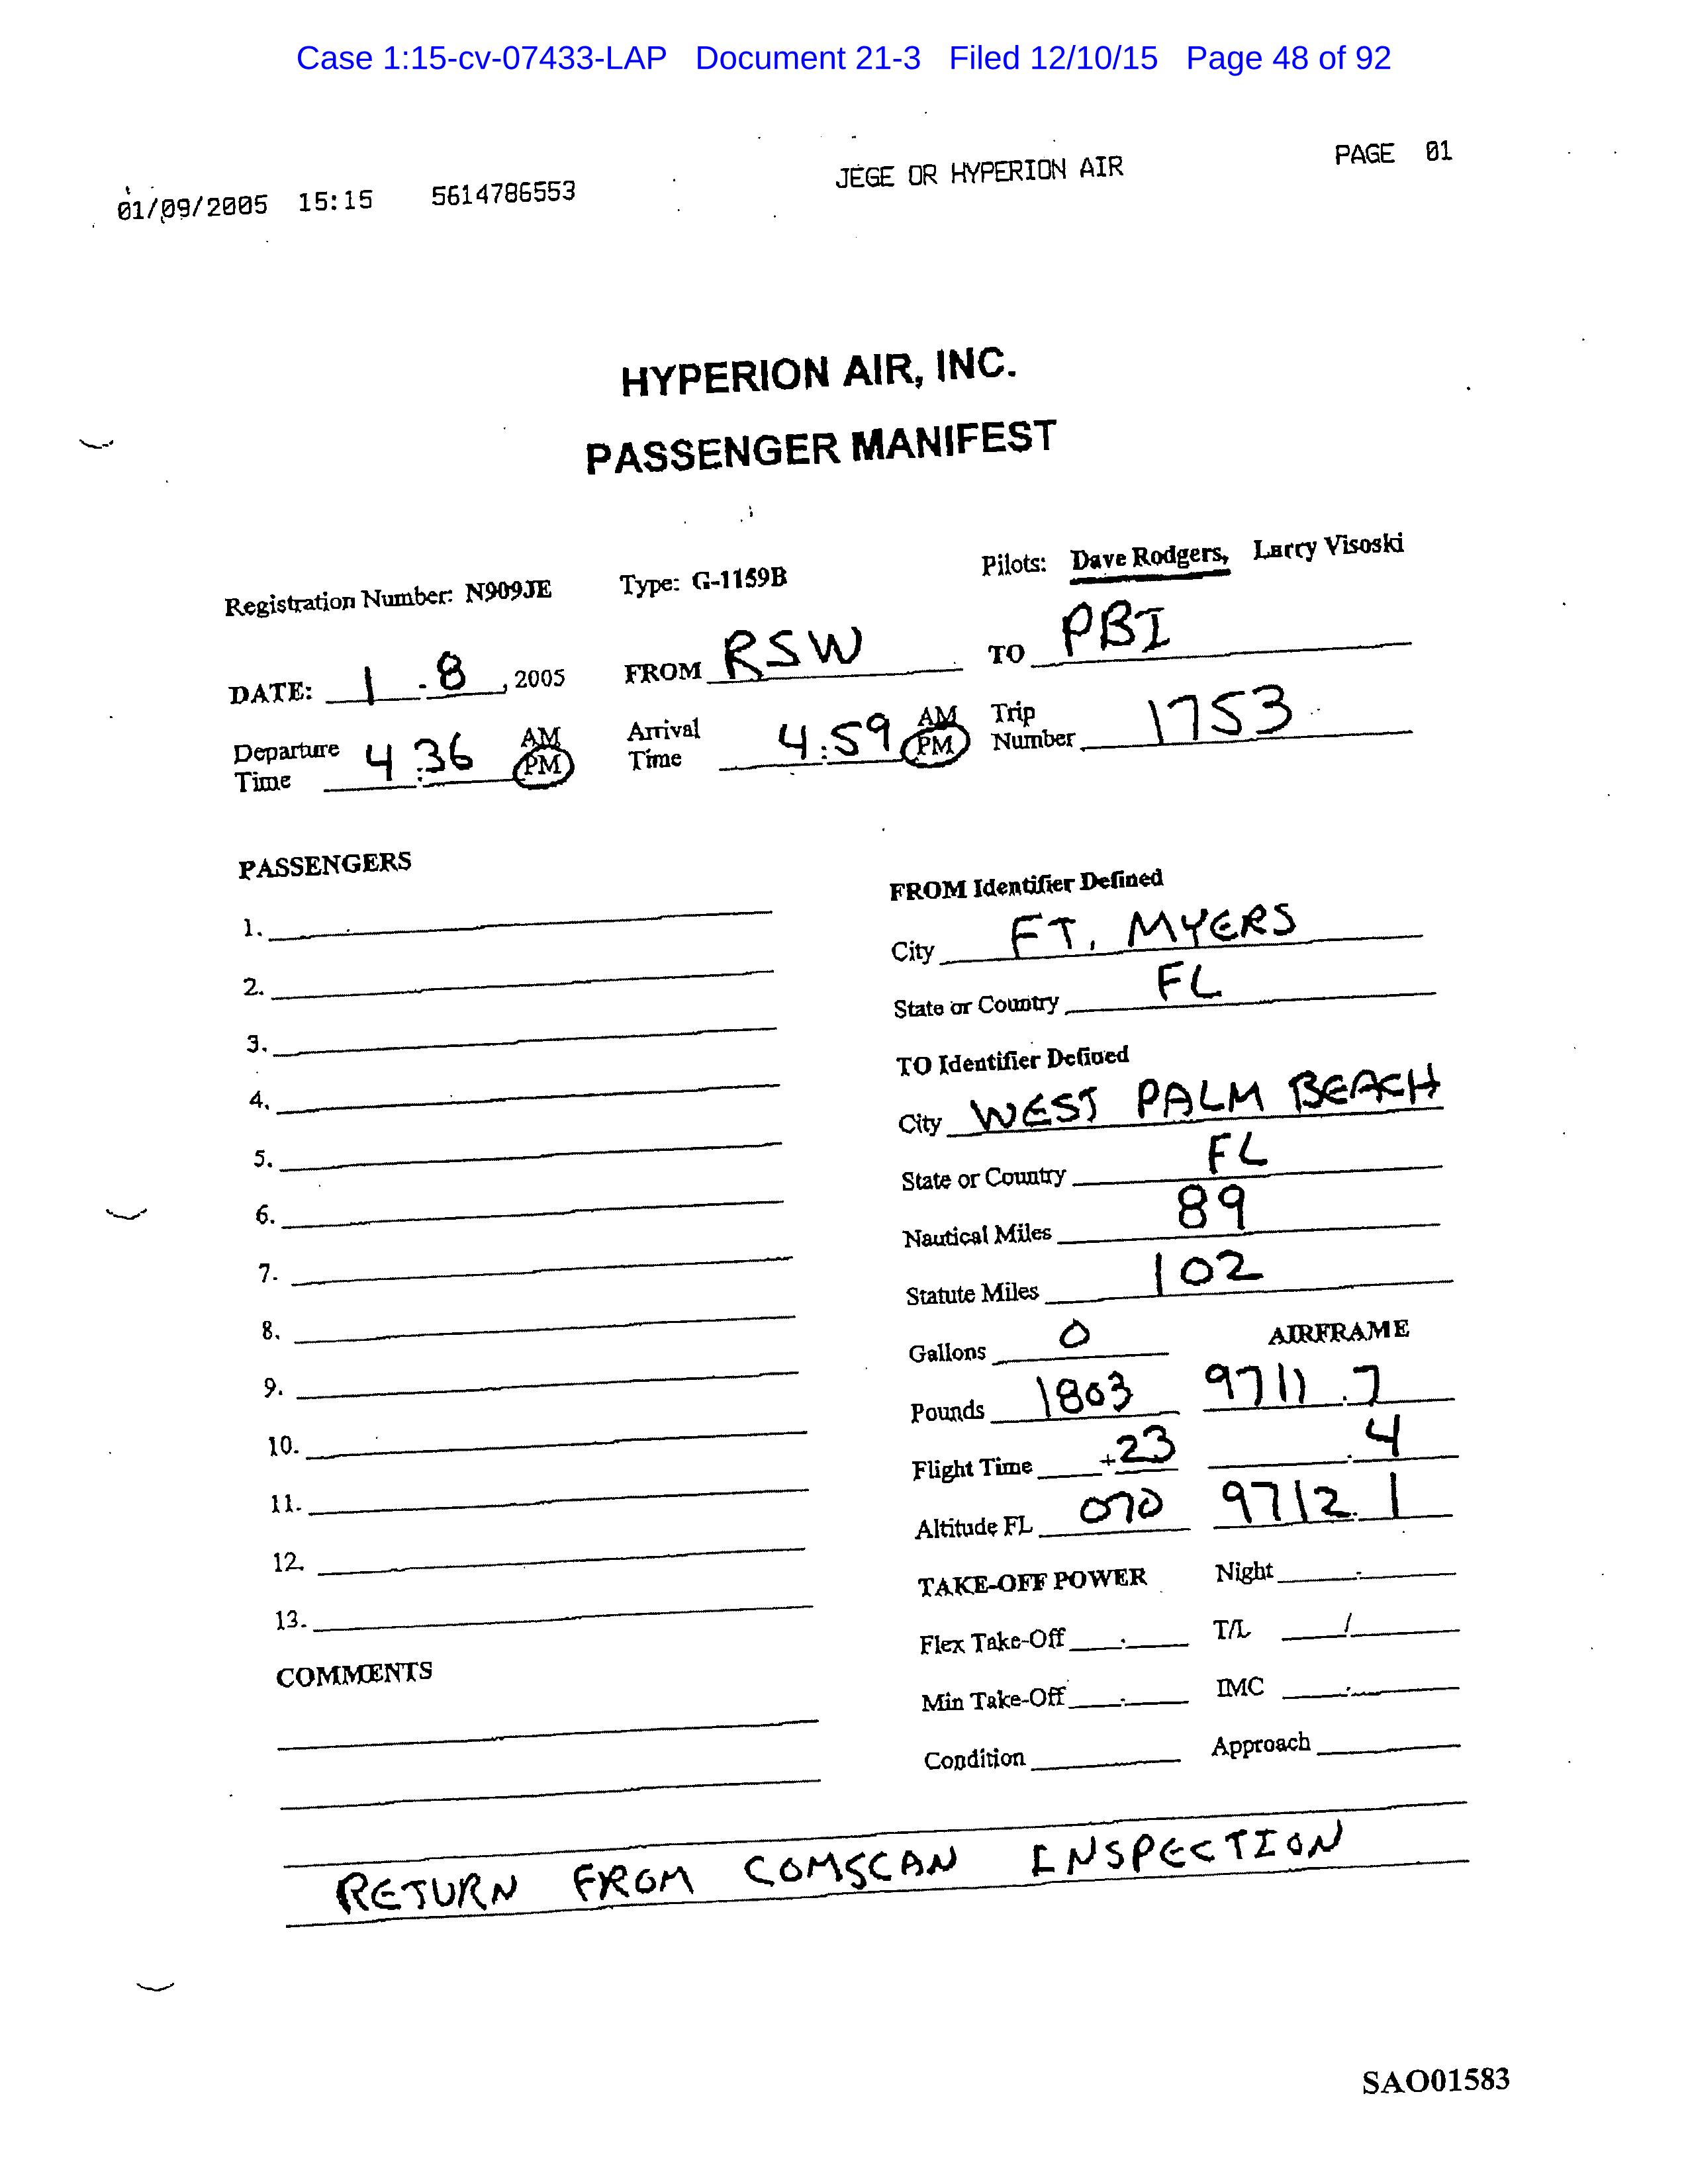 Case 1:15-cv-07433-LAP Document 21-3 Filed 12/10/15 Page 48 of 92
01/09/2005 15:15 5614786553 JEGE OR HYPERION AIR PAGE 01
HYPERION AIR, INC.
PASSENGER MANIFEST
Registration Number: N909JE Type: G-1159B Pilots: Dave Rodgers, Larry Visoski
DATE: 1 - 8, 2005 FROM RSW TO PBI
Departure Time 4:36 AM PM Arrival Time 4:59 AM PM Trip Number 1753
PASSENGERS
1.
2.
3.
4.
5.
6.
7.
8.
9.
10.
11.
12.
13.
COMMENTS
FROM Identifier Defined
City FT. MYERS
State or Country FL
TO Identifier Defined
City WEST PALM BEACH
State or Country FL
Nautical Miles 89
Statute Miles 102
Gallons 0 AIRFRAME
Pounds 1803 9711.7
Flight Time +23 .4
Altitude FL 070 9712.1
TAKE-OFF POWER Night
Flex Take-Off T/L /
Min Take-Off IMC
Condition Approach
RETURN FROM COMSCAN INSPECTION
SAO01583